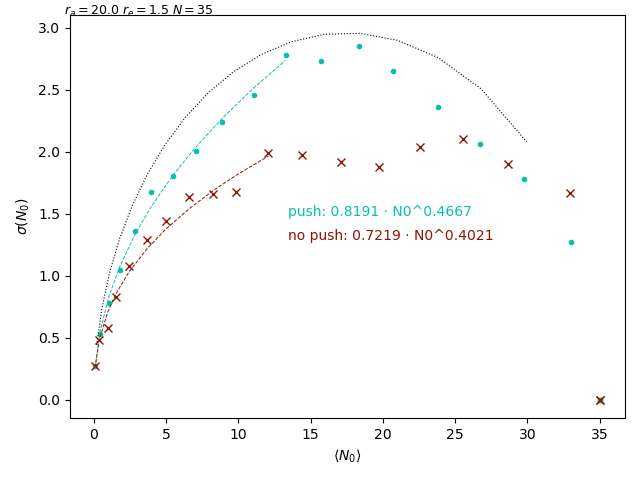 r_a = 20.0 r_e = 1.5 N = 35
3.0
2.5
2.0
1.5
1.0
0.5
0.0
σ(N_0)
push: 0.8191 · N0^0.4667
no push: 0.7219 · N0^0.4021
0 5 10 15 20 25 30 35
⟨N_0⟩